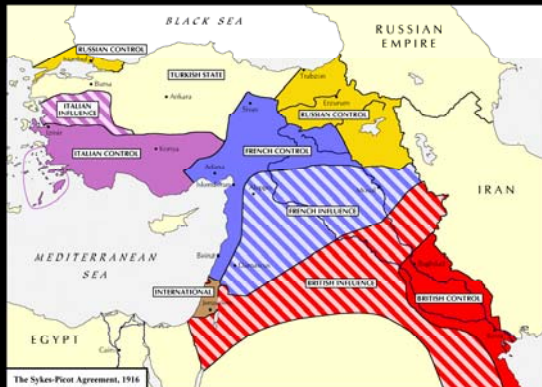 BLACK SEA
RUSSIAN
EMPIRE
RUSSIAN CONTROL
TURKISH STATE
Bursa
Ankara
Trabzon
Erzurum
RUSSIAN CONTROL
ITALIAN
INFLUENCE
Izmir
Konya
ITALIAN CONTROL
Sivas
FRENCH CONTROL
Adana
Aleppo
Mosul
FRENCH INFLUENCE
IRAN
MEDITERRANEAN
SEA
Beirut
Damascus
Baghdad
INTERNATIONAL
BRITISH INFLUENCE
BRITISH CONTROL
EGYPT
Cairo
The Sykes-Picot Agreement, 1916